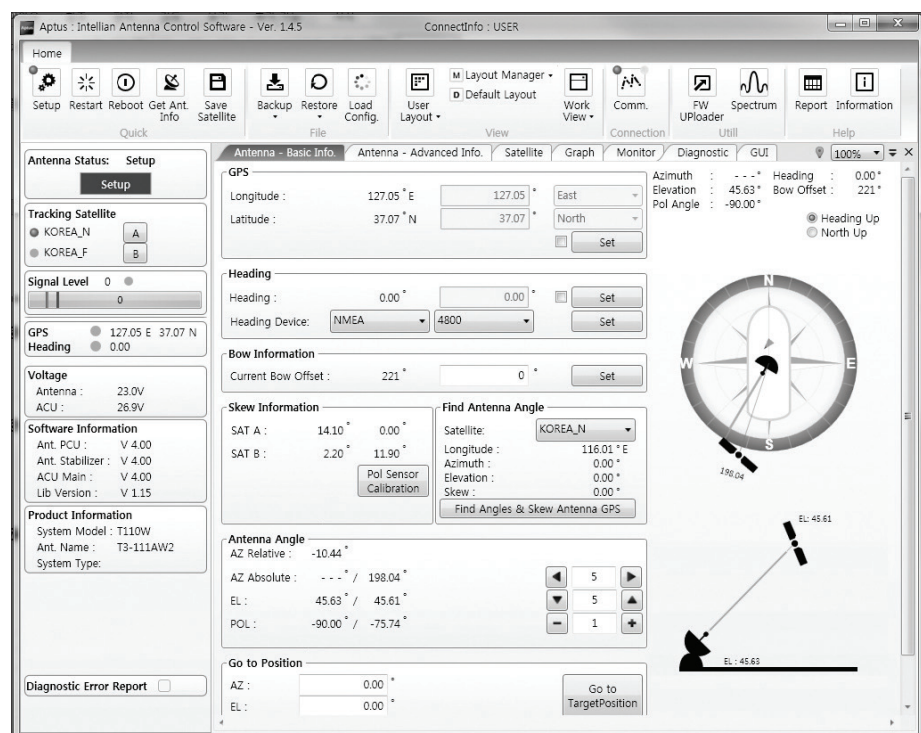 Aptus : Intellian Antenna Control Software - Ver. 1.4.5 ConnectInfo : USER
Home
Setup Restart Reboot Get Ant. Info Save Satellite Backup Restore Load Config. User Layout M Layout Manager D Default Layout Work View Comm. FW UPloader Spectrum Report Information
Quick File View Connection Utill Help
Antenna Status: Setup
Setup
Tracking Satellite
KOREA_N A
KOREA_F B
Signal Level 0
0
GPS 127.05 E 37.07 N
Heading 0.00
Voltage
Antenna : 23.0V
ACU : 26.9V
Software Information
Ant. PCU : V 4.00
Ant. Stabilizer : V 4.00
ACU Main : V 4.00
Lib Version : V 1.15
Product Information
System Model : T110W
Ant. Name : T3-111AW2
System Type:
Diagnostic Error Report
Antenna - Basic Info. Antenna - Advanced Info. Satellite Graph Monitor Diagnostic GUI 100%
GPS
Longitude : 127.05 ° E 127.05 ° East
Latitude : 37.07 ° N 37.07 ° North
Set
Heading
Heading : 0.00 ° 0.00 ° Set
Heading Device: NMEA 4800 Set
Bow Information
Current Bow Offset : 221 ° 0 ° Set
Skew Information
SAT A : 14.10 ° 0.00 °
SAT B : 2.20 ° 11.90 °
Pol Sensor
Calibration
Find Antenna Angle
Satellite: KOREA_N
Longitude : 116.01 ° E
Azimuth : 0.00 °
Elevation : 0.00 °
Skew : 0.00 °
Find Angles & Skew Antenna GPS
Antenna Angle
AZ Relative : -10.44 °
AZ Absolute : - - - ° / 198.04 ° 5
EL : 45.63 ° / 45.61 ° 5
POL : -90.00 ° / -75.74 ° 1
Go to Position
AZ : 0.00 °
EL : 0.00 °
Go to
TargetPosition
Azimuth : - - - ° Heading : 0.00 °
Elevation : 45.63 ° Bow Offset : 221 °
Pol Angle : -90.00 °
Heading Up
North Up
N
W E
S
198.04
EL: 45.61
EL : 45.63